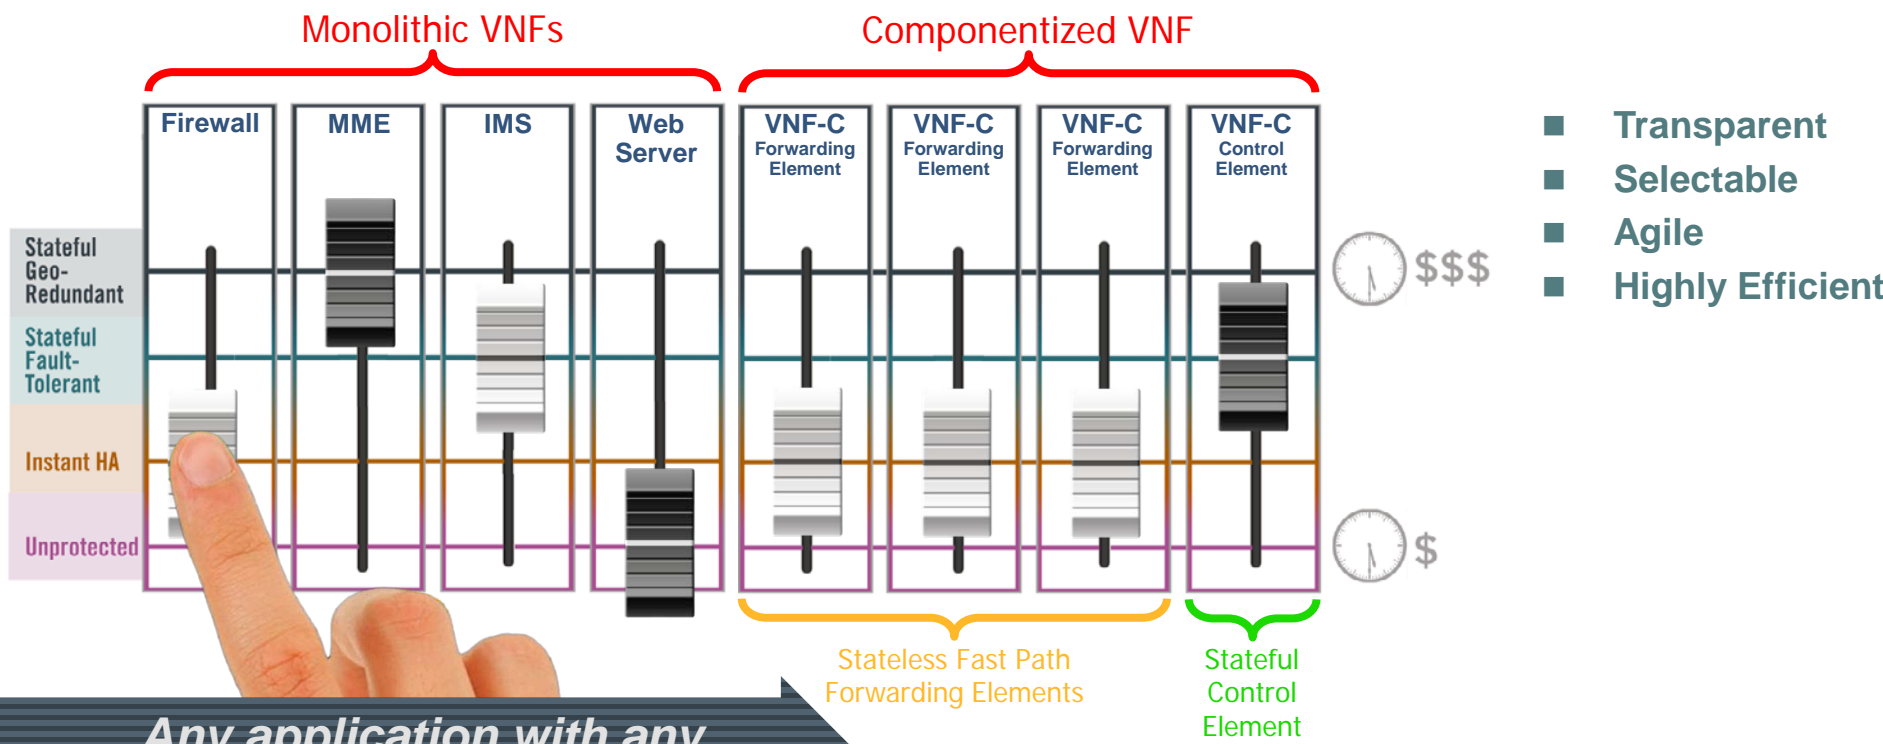 Monolithic VNFs
Componentized VNF
Firewall
MME
IMS
Web
Server
VNF-C
Forwarding
Element
VNF-C
Forwarding
Element
VNF-C
Forwarding
Element
VNF-C
Control
Element
Stateful
Geo-
Redundant
Stateful
Fault-
Tolerant
Instant HA
Unprotected
$$$
$
■ Transparent
■ Selectable
■ Agile
■ Highly Efficient
Stateless Fast Path
Forwarding Elements
Stateful
Control
Element
Any application with any